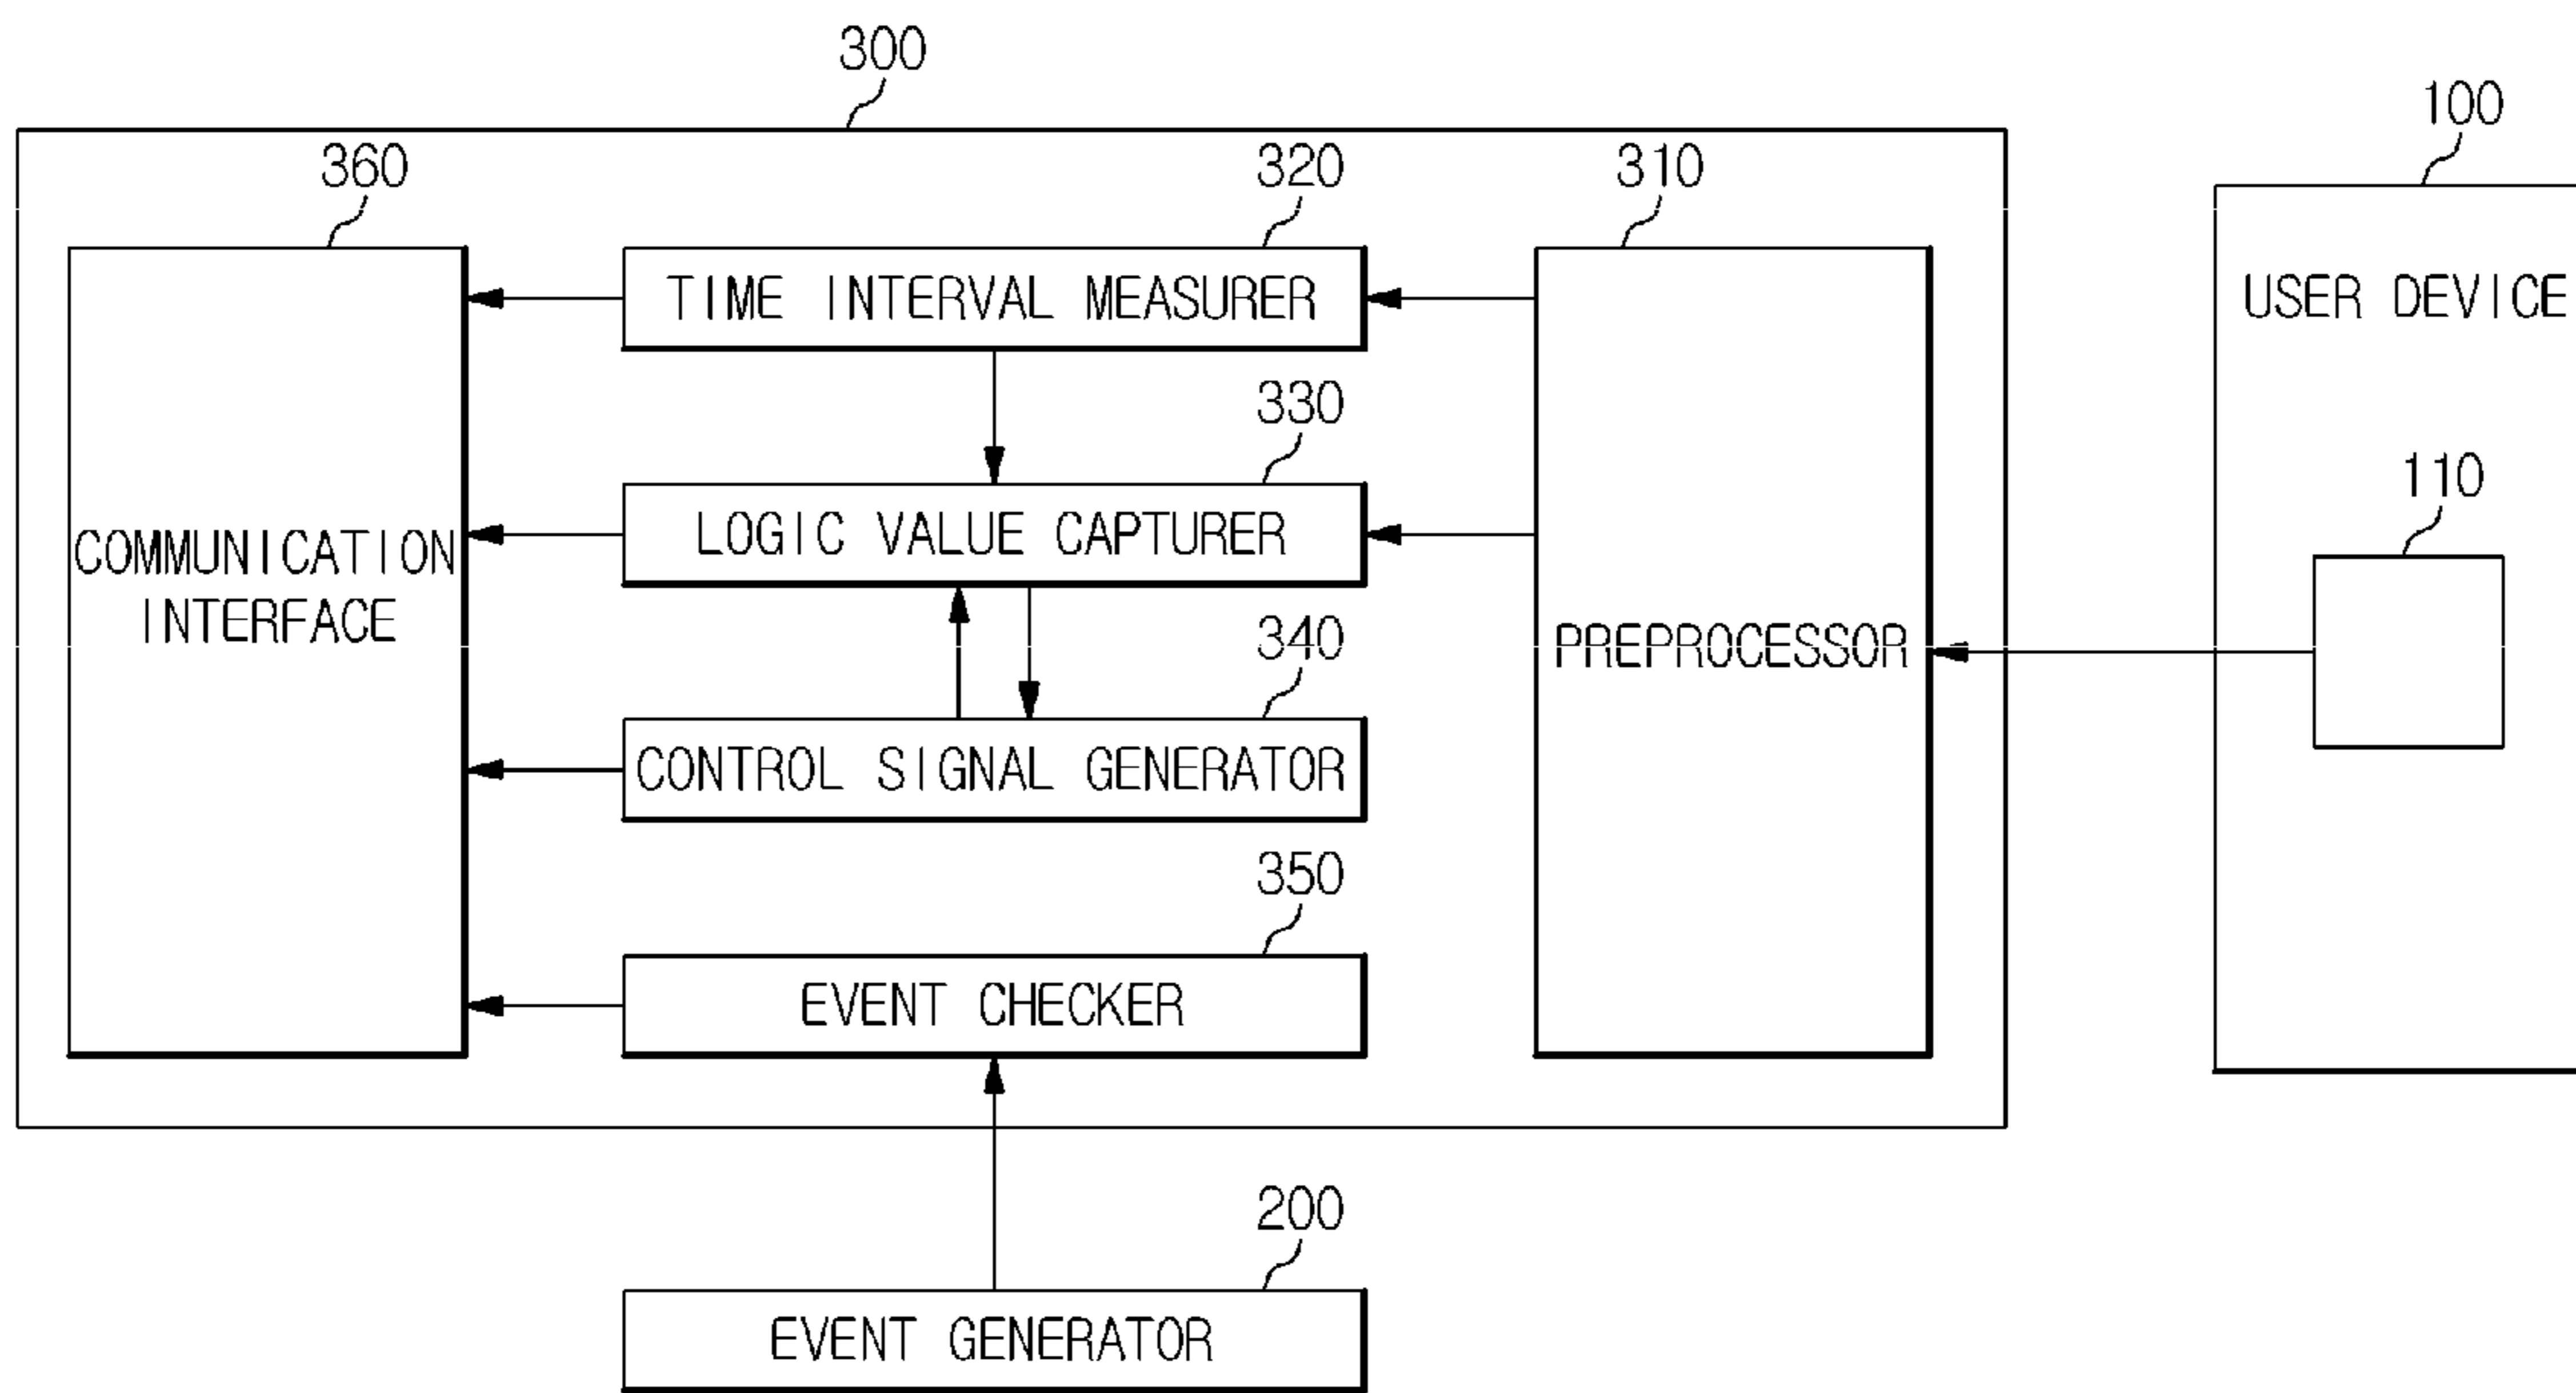 300
100
360
320
310
TIME INTERVAL MEASURER
USER DEVICE
330
110
LOGIC VALUE CAPTURER
COMMUNICATION
INTERFACE
340
PREPROCESSOR
CONTROL SIGNAL GENERATOR
350
EVENT CHECKER
200
EVENT GENERATOR